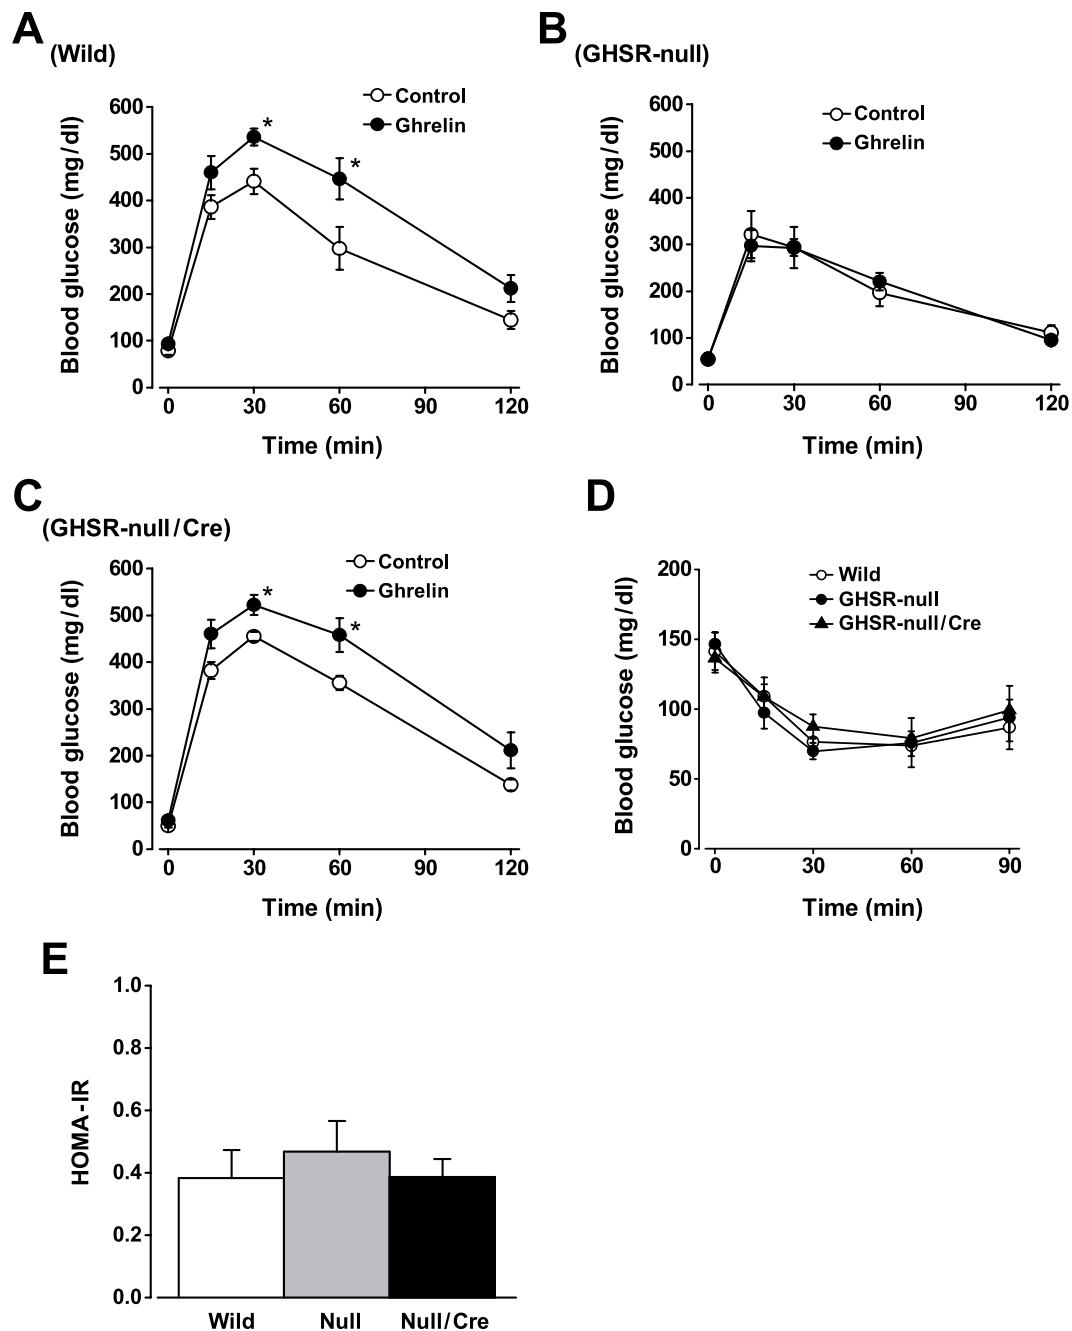 A
(Wild)
Control
Ghrelin
600
500
400
300
200
100
0
*
*
Blood glucose (mg/dl)
0 30 60 90 120
Time (min)
B
(GHSR-null)
Control
Ghrelin
600
500
400
300
200
100
0
Blood glucose (mg/dl)
0 30 60 90 120
Time (min)
C
(GHSR-null/Cre)
Control
Ghrelin
600
500
400
300
200
100
0
*
*
Blood glucose (mg/dl)
0 30 60 90 120
Time (min)
D
Wild
GHSR-null
GHSR-null/Cre
200
150
100
50
0
Blood glucose (mg/dl)
0 30 60 90
Time (min)
E
1.0
0.8
0.6
0.4
0.2
0.0
HOMA-IR
Wild Null Null/Cre